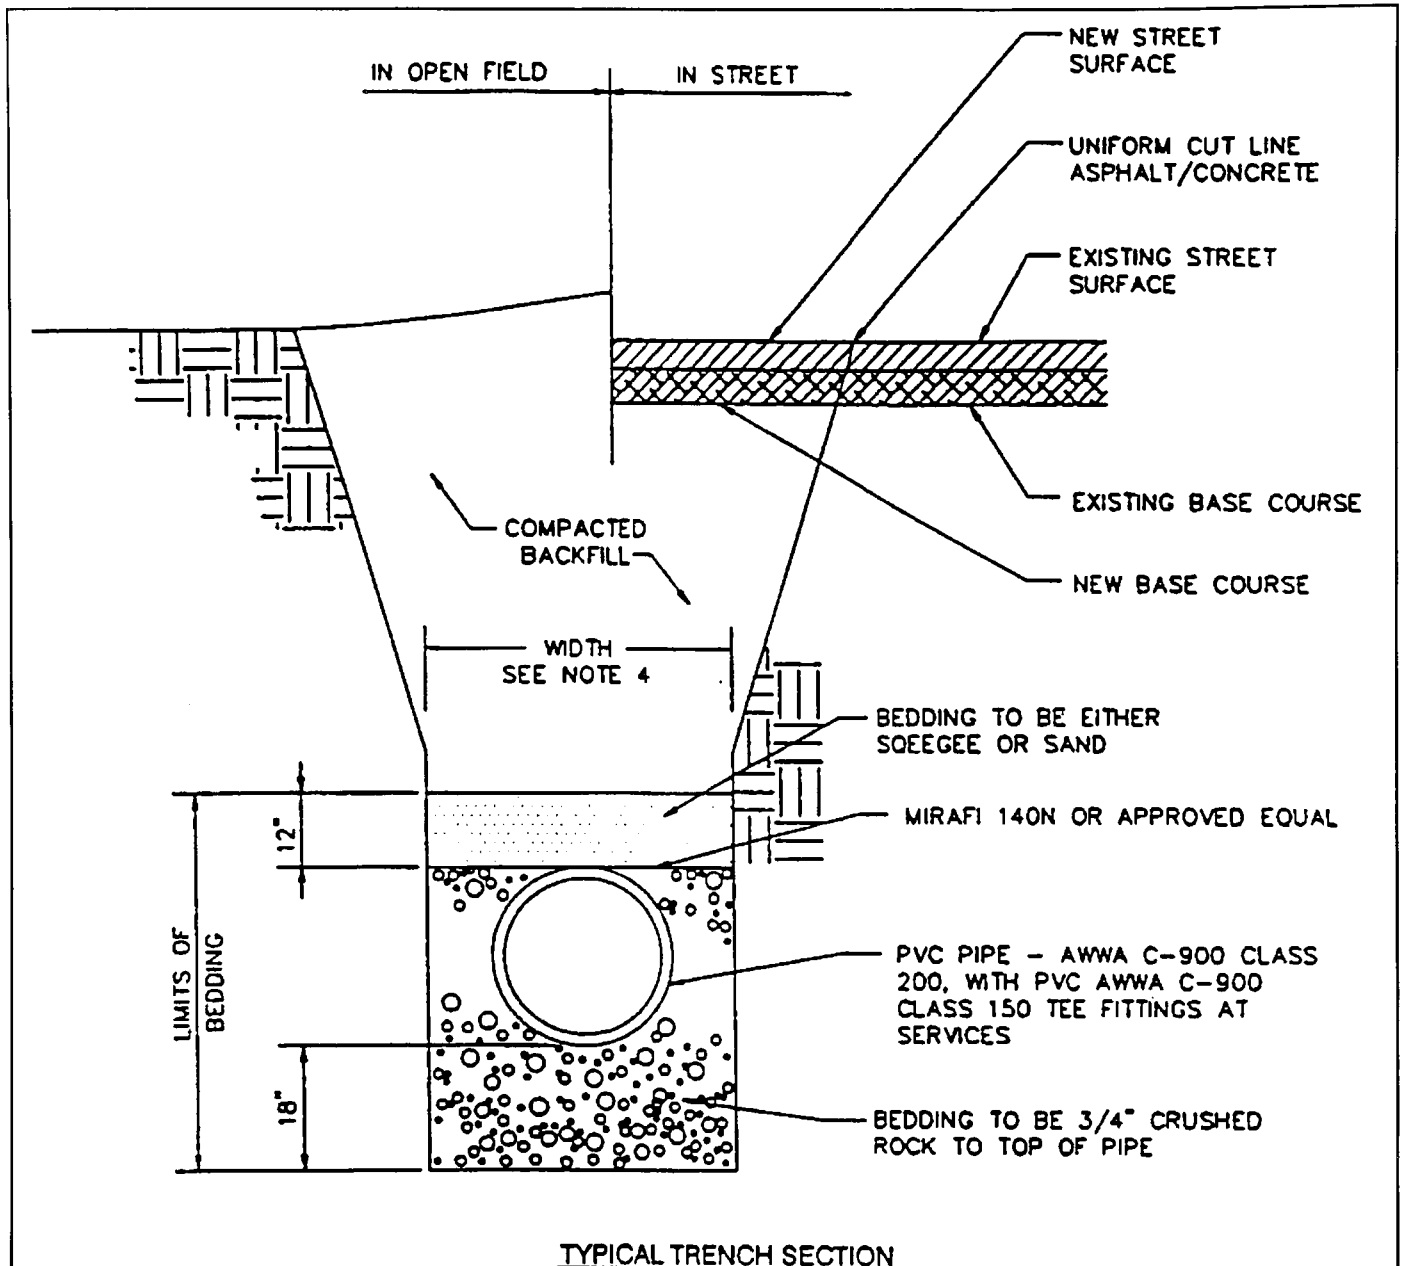 IN OPEN FIELD
IN STREET
NEW STREET
SURFACE
UNIFORM CUT LINE
ASPHALT/CONCRETE
EXISTING STREET
SURFACE
EXISTING BASE COURSE
COMPACTED
BACKFILL
NEW BASE COURSE
WIDTH
SEE NOTE 4
BEDDING TO BE EITHER
SQEEGEE OR SAND
12"
MIRAFI 140N OR APPROVED EQUAL
LIMITS OF
BEDDING
PVC PIPE - AWWA C-900 CLASS
200, WITH PVC AWWA C-900
CLASS 150 TEE FITTINGS AT
SERVICES
18"
BEDDING TO BE 3/4" CRUSHED
ROCK TO TOP OF PIPE
TYPICAL TRENCH SECTION